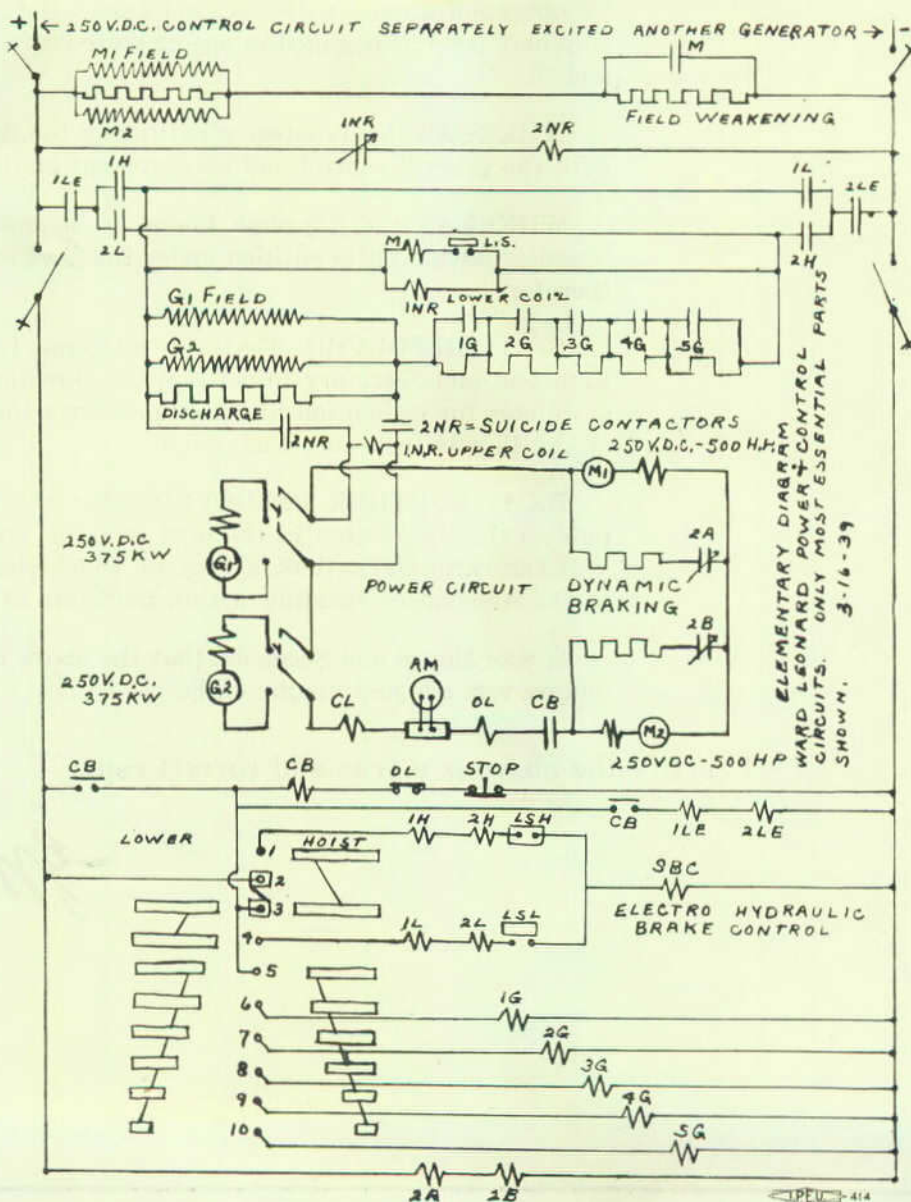 + ← 250 V.D.C. CONTROL CIRCUIT SEPARATELY EXCITED ANOTHER GENERATOR → -
M1 FIELD
M
M2
FIELD WEAKENING
1NR
2NR
1LE
1H
1L
2LE
2L
2H
M
L.S.
1NR
LOWER COIL
G1 FIELD
1G 2G 3G 4G 5G
G2
DISCHARGE
2NR
2NR = SUICIDE CONTACTORS
1.N.R. UPPER COIL
250 V.D.C.-500 H.P.
M1
250 V.D.C
375 KW
G1
POWER CIRCUIT
2A
DYNAMIC
BRAKING
2B
250 V.D.C.
375 KW
G2
AM
CL
OL
CB
M2
250 VDC-500 HP
ELEMENTARY DIAGRAM
WARD LEONARD POWER + CONTROL
CIRCUITS. ONLY MOST ESSENTIAL PARTS
SHOWN. 3-16-39
CB
CB
OL
STOP
CB
1LE
2LE
LOWER
HOIST
1
1H
2H
LSH
2
SBC
3
ELECTRO HYDRAULIC
BRAKE CONTROL
4
1L
2L
LSL
5
6
1G
7
2G
8
3G
9
4G
10
5G
2A
2B
I.P.E.U. - 414